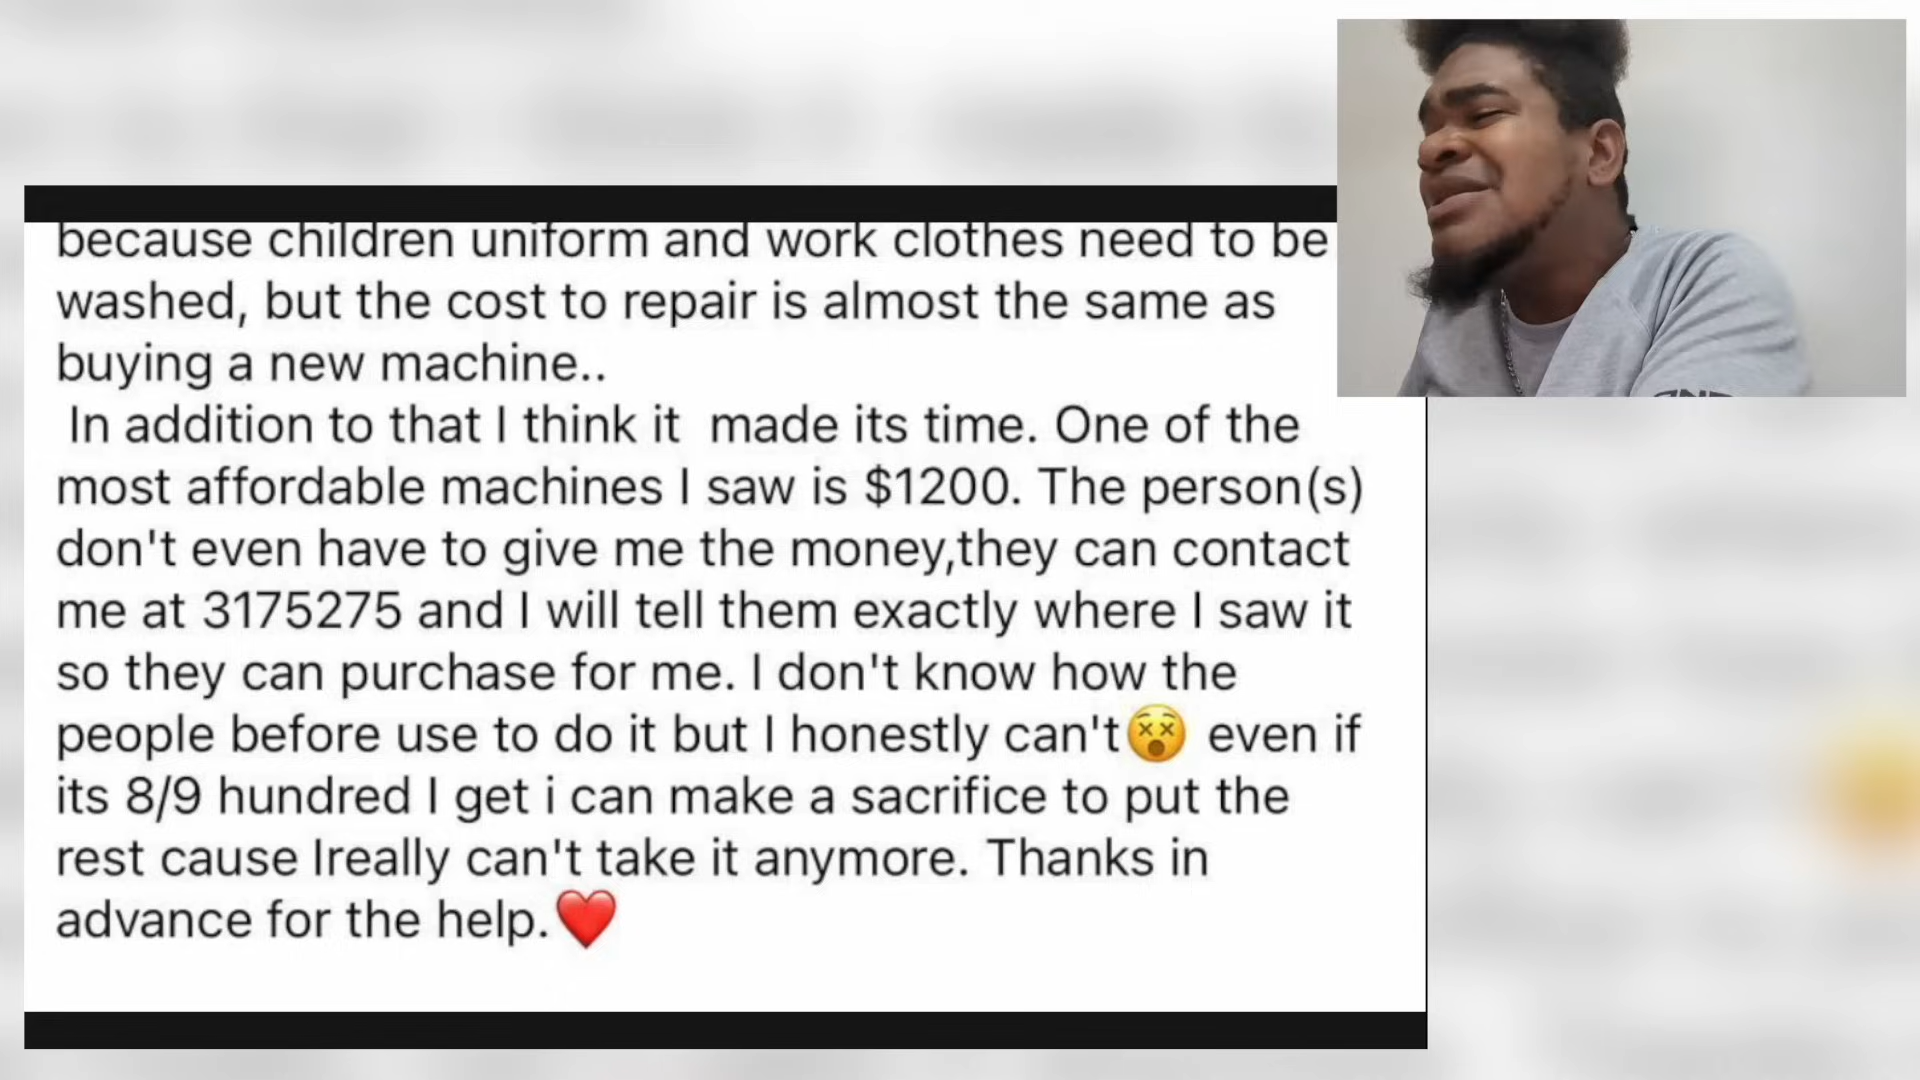 because children uniform and work clothes need to be
washed, but the cost to repair is almost the same as
buying a new machine..
In addition to that I think it  made its time. One of the
most affordable machines I saw is $1200. The person(s)
don't even have to give me the money,they can contact
me at 3175275 and I will tell them exactly where I saw it
so they can purchase for me. I don't know how the
people before use to do it but I honestly can't😵 even if
its 8/9 hundred I get i can make a sacrifice to put the
rest cause Ireally can't take it anymore. Thanks in
advance for the help.❤️